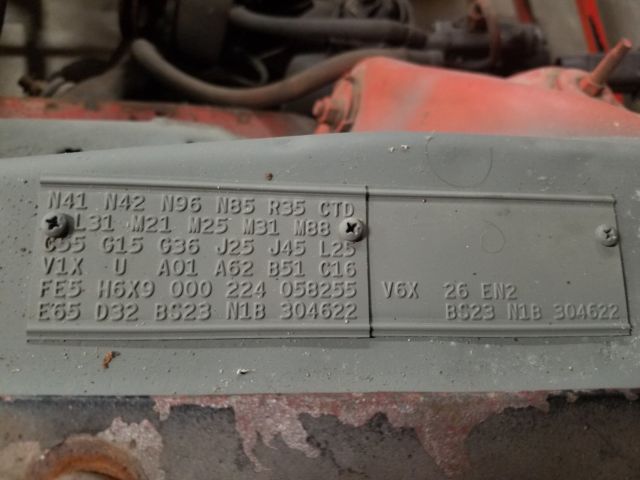 N41 N42 N96 N85 R35 CTD
L31 M21 M25 M31 M88
G15 G36 J25 J45 L25
V1X U A01 A62 B51 C16
FE5 H6X9 000 224 058255
E65 D32 BS23 N1B 304622
V6X 26 EN2
BS23 N1B 304622